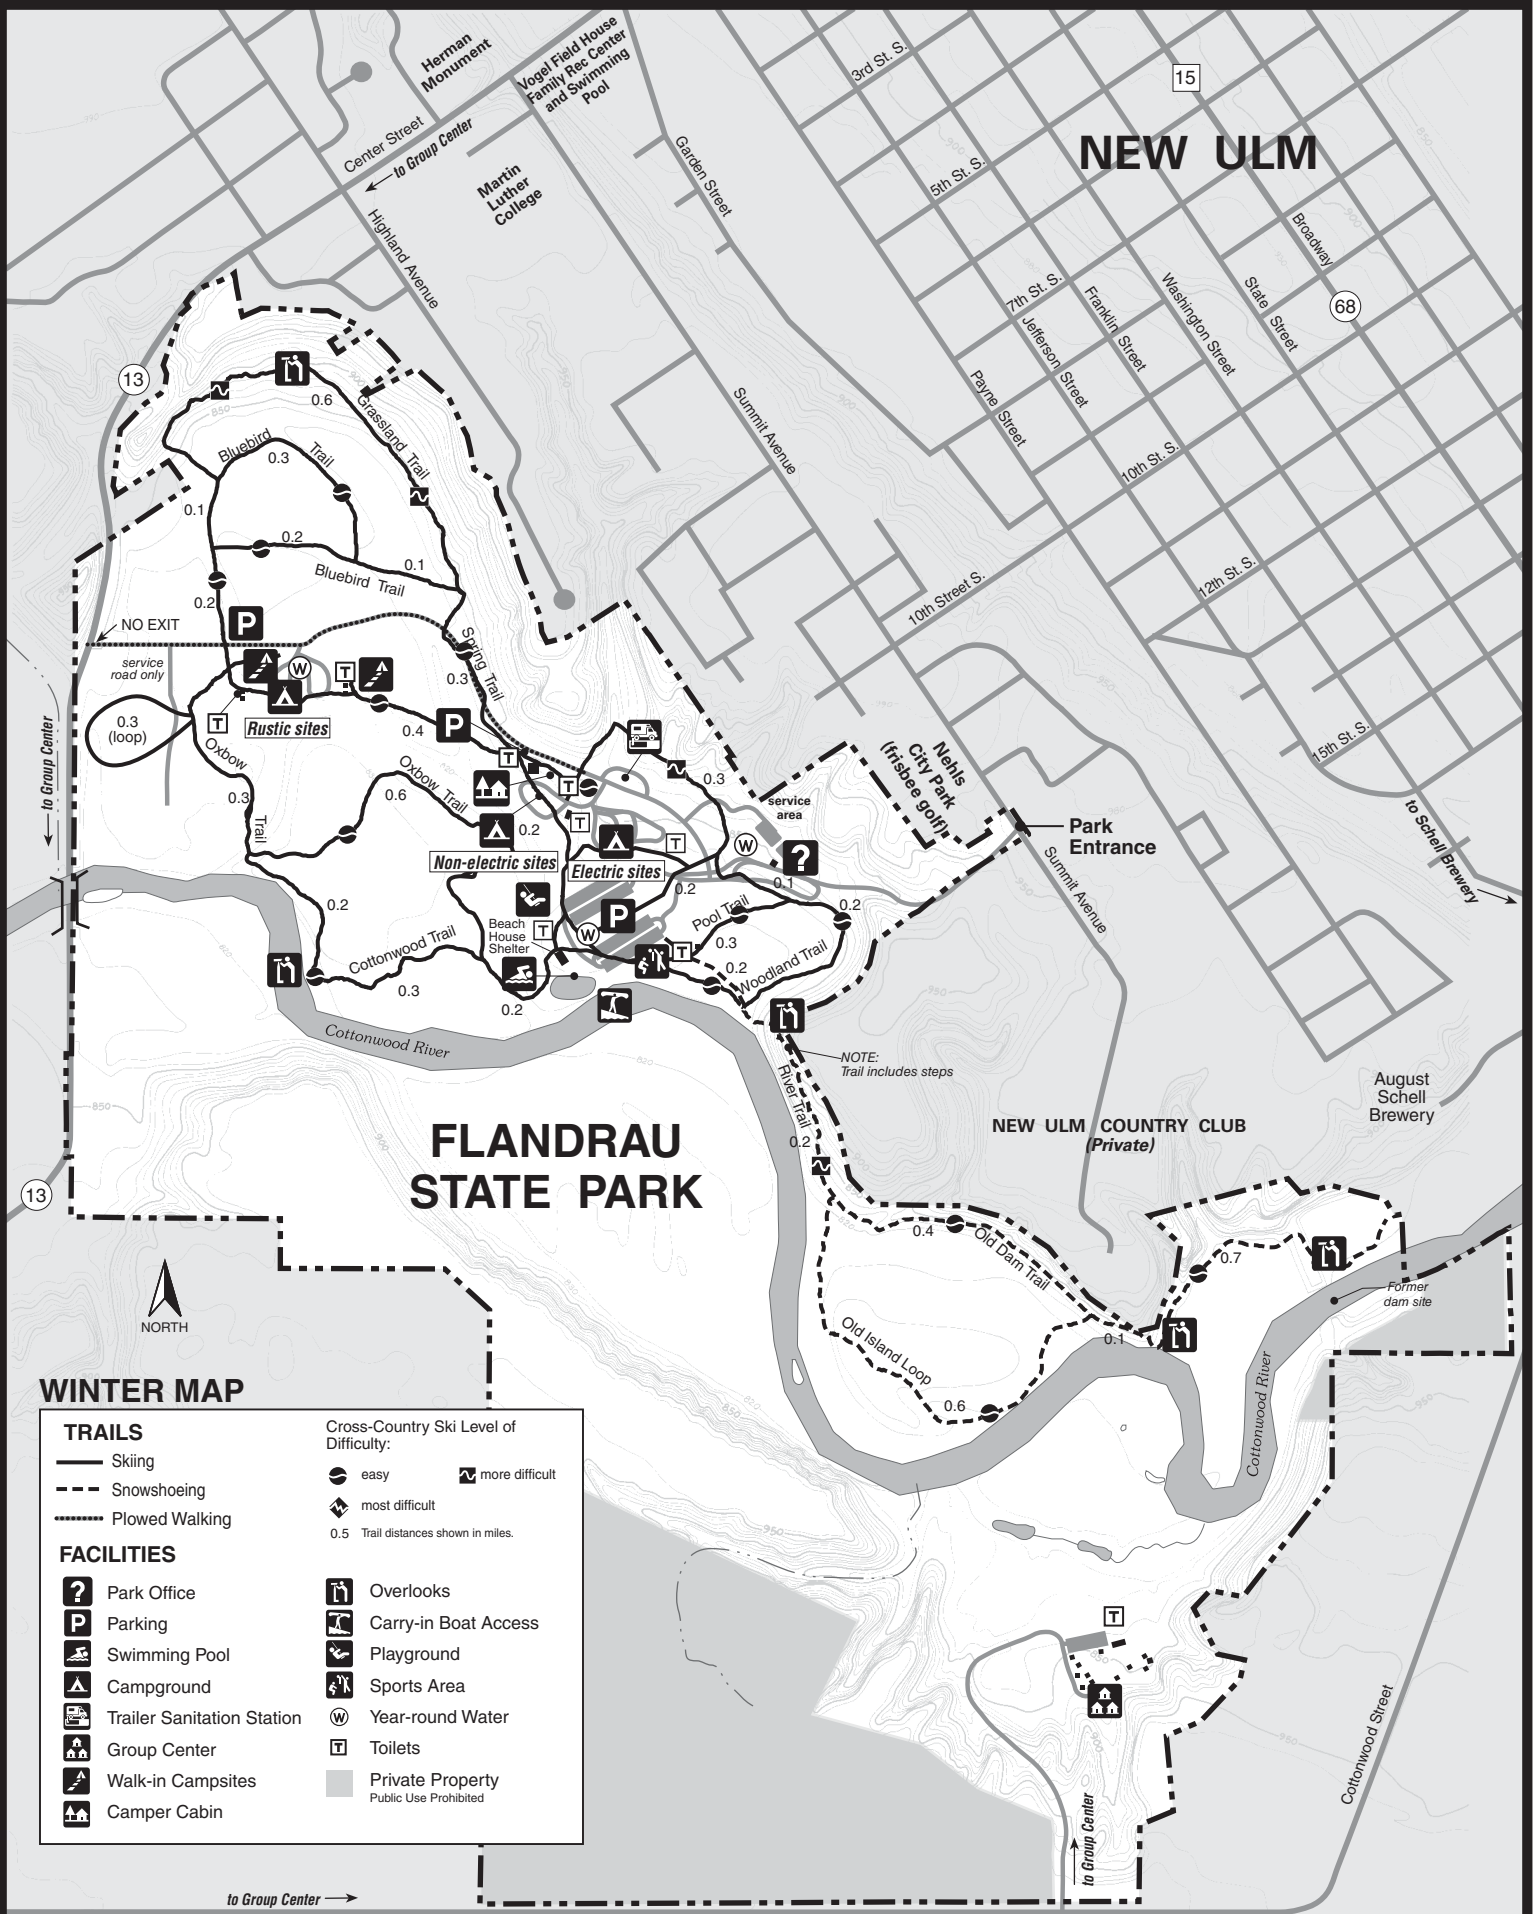 Herman
Monument
Vogel Field House
Family Rec Center
and Swimming
Pool
3rd St. S.
15
NEW ULM
Center Street
to Group Center
Martin
Luther
College
Garden Street
5th St. S.
Highland Avenue
Broadway
7th St. S.
Jefferson Street
Franklin Street
Washington Street
State Street
68
13
Payne Street
Summit Avenue
10th St. S.
10th Street S.
12th St. S.
15th St. S.
900
850
950
0.6
Grassland Trail
Bluebird Trail
0.3
0.1
0.2
0.1
Bluebird Trail
0.2
P
NO EXIT
service
road only
W
T
Spring Trail
0.3
0.3
(loop)
T
Rustic sites
0.4
P
T
to Group Center
Oxbow
Trail
0.3
Oxbow Trail
0.6
T
0.3
Nehls
City Park
(frisbee golf)
service
area
Park
Entrance
to Schell Brewery
0.2
T
T
W
?
Non-electric sites
Electric sites
0.2
0.1
0.2
P
Pool Trail
0.3
Beach
House
Shelter
T
W
T
0.2
Woodland Trail
Summit Avenue
0.2
Cottonwood Trail
0.3
0.2
Cottonwood River
NOTE:
Trail includes steps
River Trail
0.2
August
Schell
Brewery
NEW ULM COUNTRY CLUB
(Private)
FLANDRAU
STATE PARK
13
NORTH
0.4
Old Dam Trail
0.7
Former
dam site
Old Island Loop
0.1
0.6
Cottonwood River
WINTER MAP
TRAILS
Skiing
Snowshoeing
Plowed Walking
Cross-Country Ski Level of
Difficulty:
easy
more difficult
most difficult
0.5 Trail distances shown in miles.
FACILITIES
? Park Office
P Parking
Swimming Pool
Campground
Trailer Sanitation Station
Group Center
Walk-in Campsites
Camper Cabin
Overlooks
Carry-in Boat Access
Playground
Sports Area
W Year-round Water
T Toilets
Private Property
Public Use Prohibited
T
Cottonwood Street
to Group Center
to Group Center